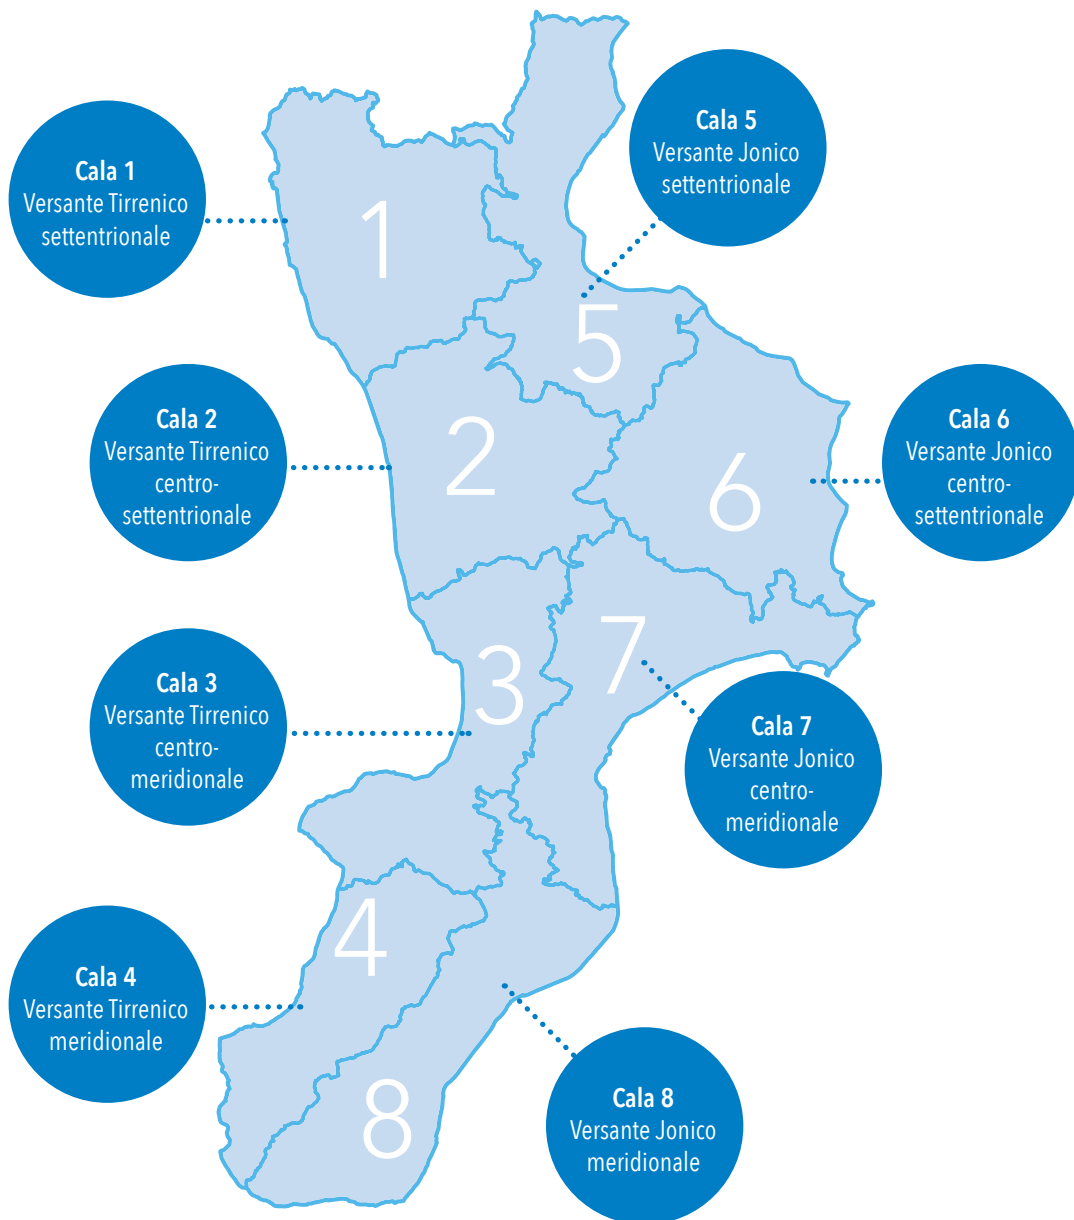 Cala 1
Versante Tirrenico
settentrionale
Cala 5
Versante Jonico
settentrionale
1
5
Cala 2
Versante Tirrenico
centro-
settentrionale
2
6
Cala 6
Versante Jonico
centro-
settentrionale
Cala 3
Versante Tirrenico
centro-
meridionale
3
7
Cala 7
Versante Jonico
centro-
meridionale
Cala 4
Versante Tirrenico
meridionale
4
8
Cala 8
Versante Jonico
meridionale